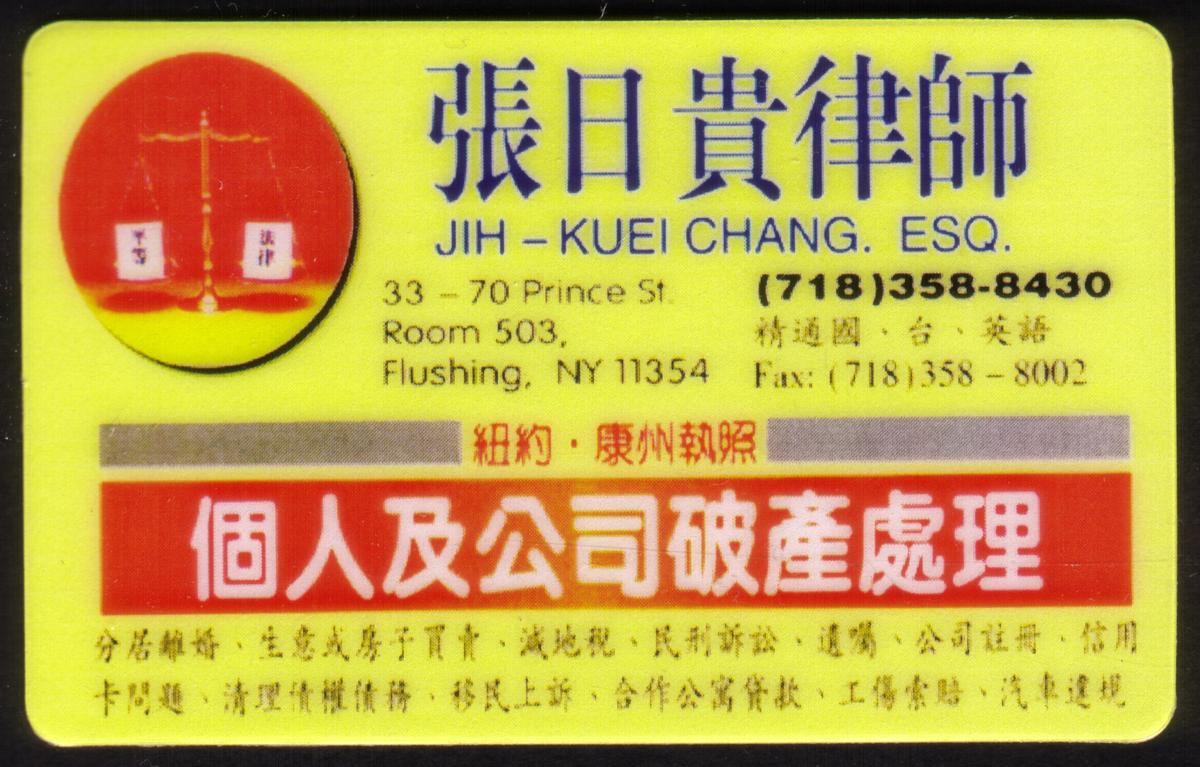 張日貴律師
JIH – KUEI CHANG. ESQ.
平等
法律
33 – 70 Prince St.
Room 503,
Flushing, NY 11354
(718)358-8430
精通國、台、英語
Fax: (718)358 – 8002
紐約．康州執照
個人及公司破產處理
分居離婚、生意或房子買賣、減地稅、民刑訴訟、遺囑、公司註冊、信用
卡問題、清理債權債務、移民上訴、合作公寓貸款、工傷索賠、汽車違規